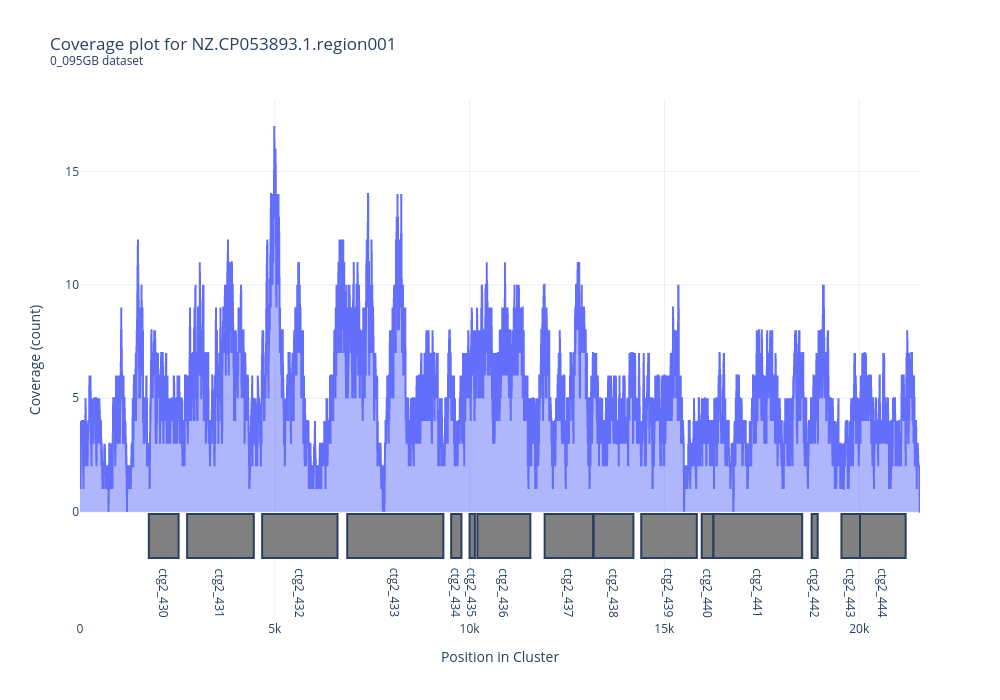 Coverage plot for NZ.CP053893.1.region001
0_095GB dataset
15
10
5
0
Coverage (count)
ctg2_430
ctg2_431
ctg2_432
ctg2_433
ctg2_434
ctg2_435
ctg2_436
ctg2_437
ctg2_438
ctg2_439
ctg2_440
ctg2_441
ctg2_442
ctg2_443
ctg2_444
0 5k 10k 15k 20k
Position in Cluster